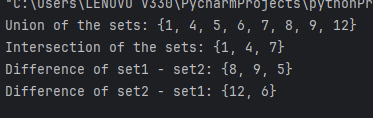 "C:\Users\LENOVO V330\PycharmProjects\pythonPr
Union of the sets: {1, 4, 5, 6, 7, 8, 9, 12}
Intersection of the sets: {1, 4, 7}
Difference of set1 - set2: {8, 9, 5}
Difference of set2 - set1: {12, 6}